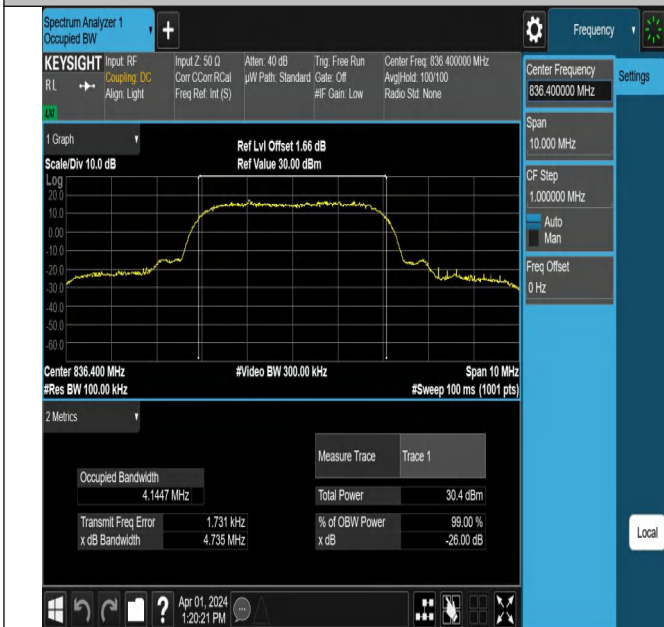 Spectrum Analyzer 1
Occupied BW
Frequency
KEYSIGHT
RL
Input: RF
Coupling: DC
Align: Light
Input Z: 50 Ω
Corr CCorr RCal
Freq Ref: Int (S)
Atten: 40 dB
µW Path: Standard
Trig: Free Run
Gate: Off
#IF Gain: Low
Center Freq: 836.400000 MHz
Avg|Hold: 100/100
Radio Std: None
LXI
1 Graph
Scale/Div 10.0 dB
Ref Lvl Offset 1.66 dB
Ref Value 30.00 dBm
Log
20.0
10.0
0.00
-10.0
-20.0
-30.0
-40.0
-50.0
-60.0
Center 836.400 MHz
#Video BW 300.00 kHz
Span 10 MHz
#Res BW 100.00 kHz
#Sweep 100 ms (1001 pts)
2 Metrics
Measure Trace
Trace 1
Occupied Bandwidth
4.1447 MHz
Total Power
30.4 dBm
Transmit Freq Error
1.731 kHz
% of OBW Power
99.00 %
x dB Bandwidth
4.735 MHz
x dB
-26.00 dB
Center Frequency
836.400000 MHz
Settings
Span
10.000 MHz
CF Step
1.000000 MHz
Auto
Man
Freq Offset
0 Hz
Local
Apr 01, 2024
1:20:21 PM